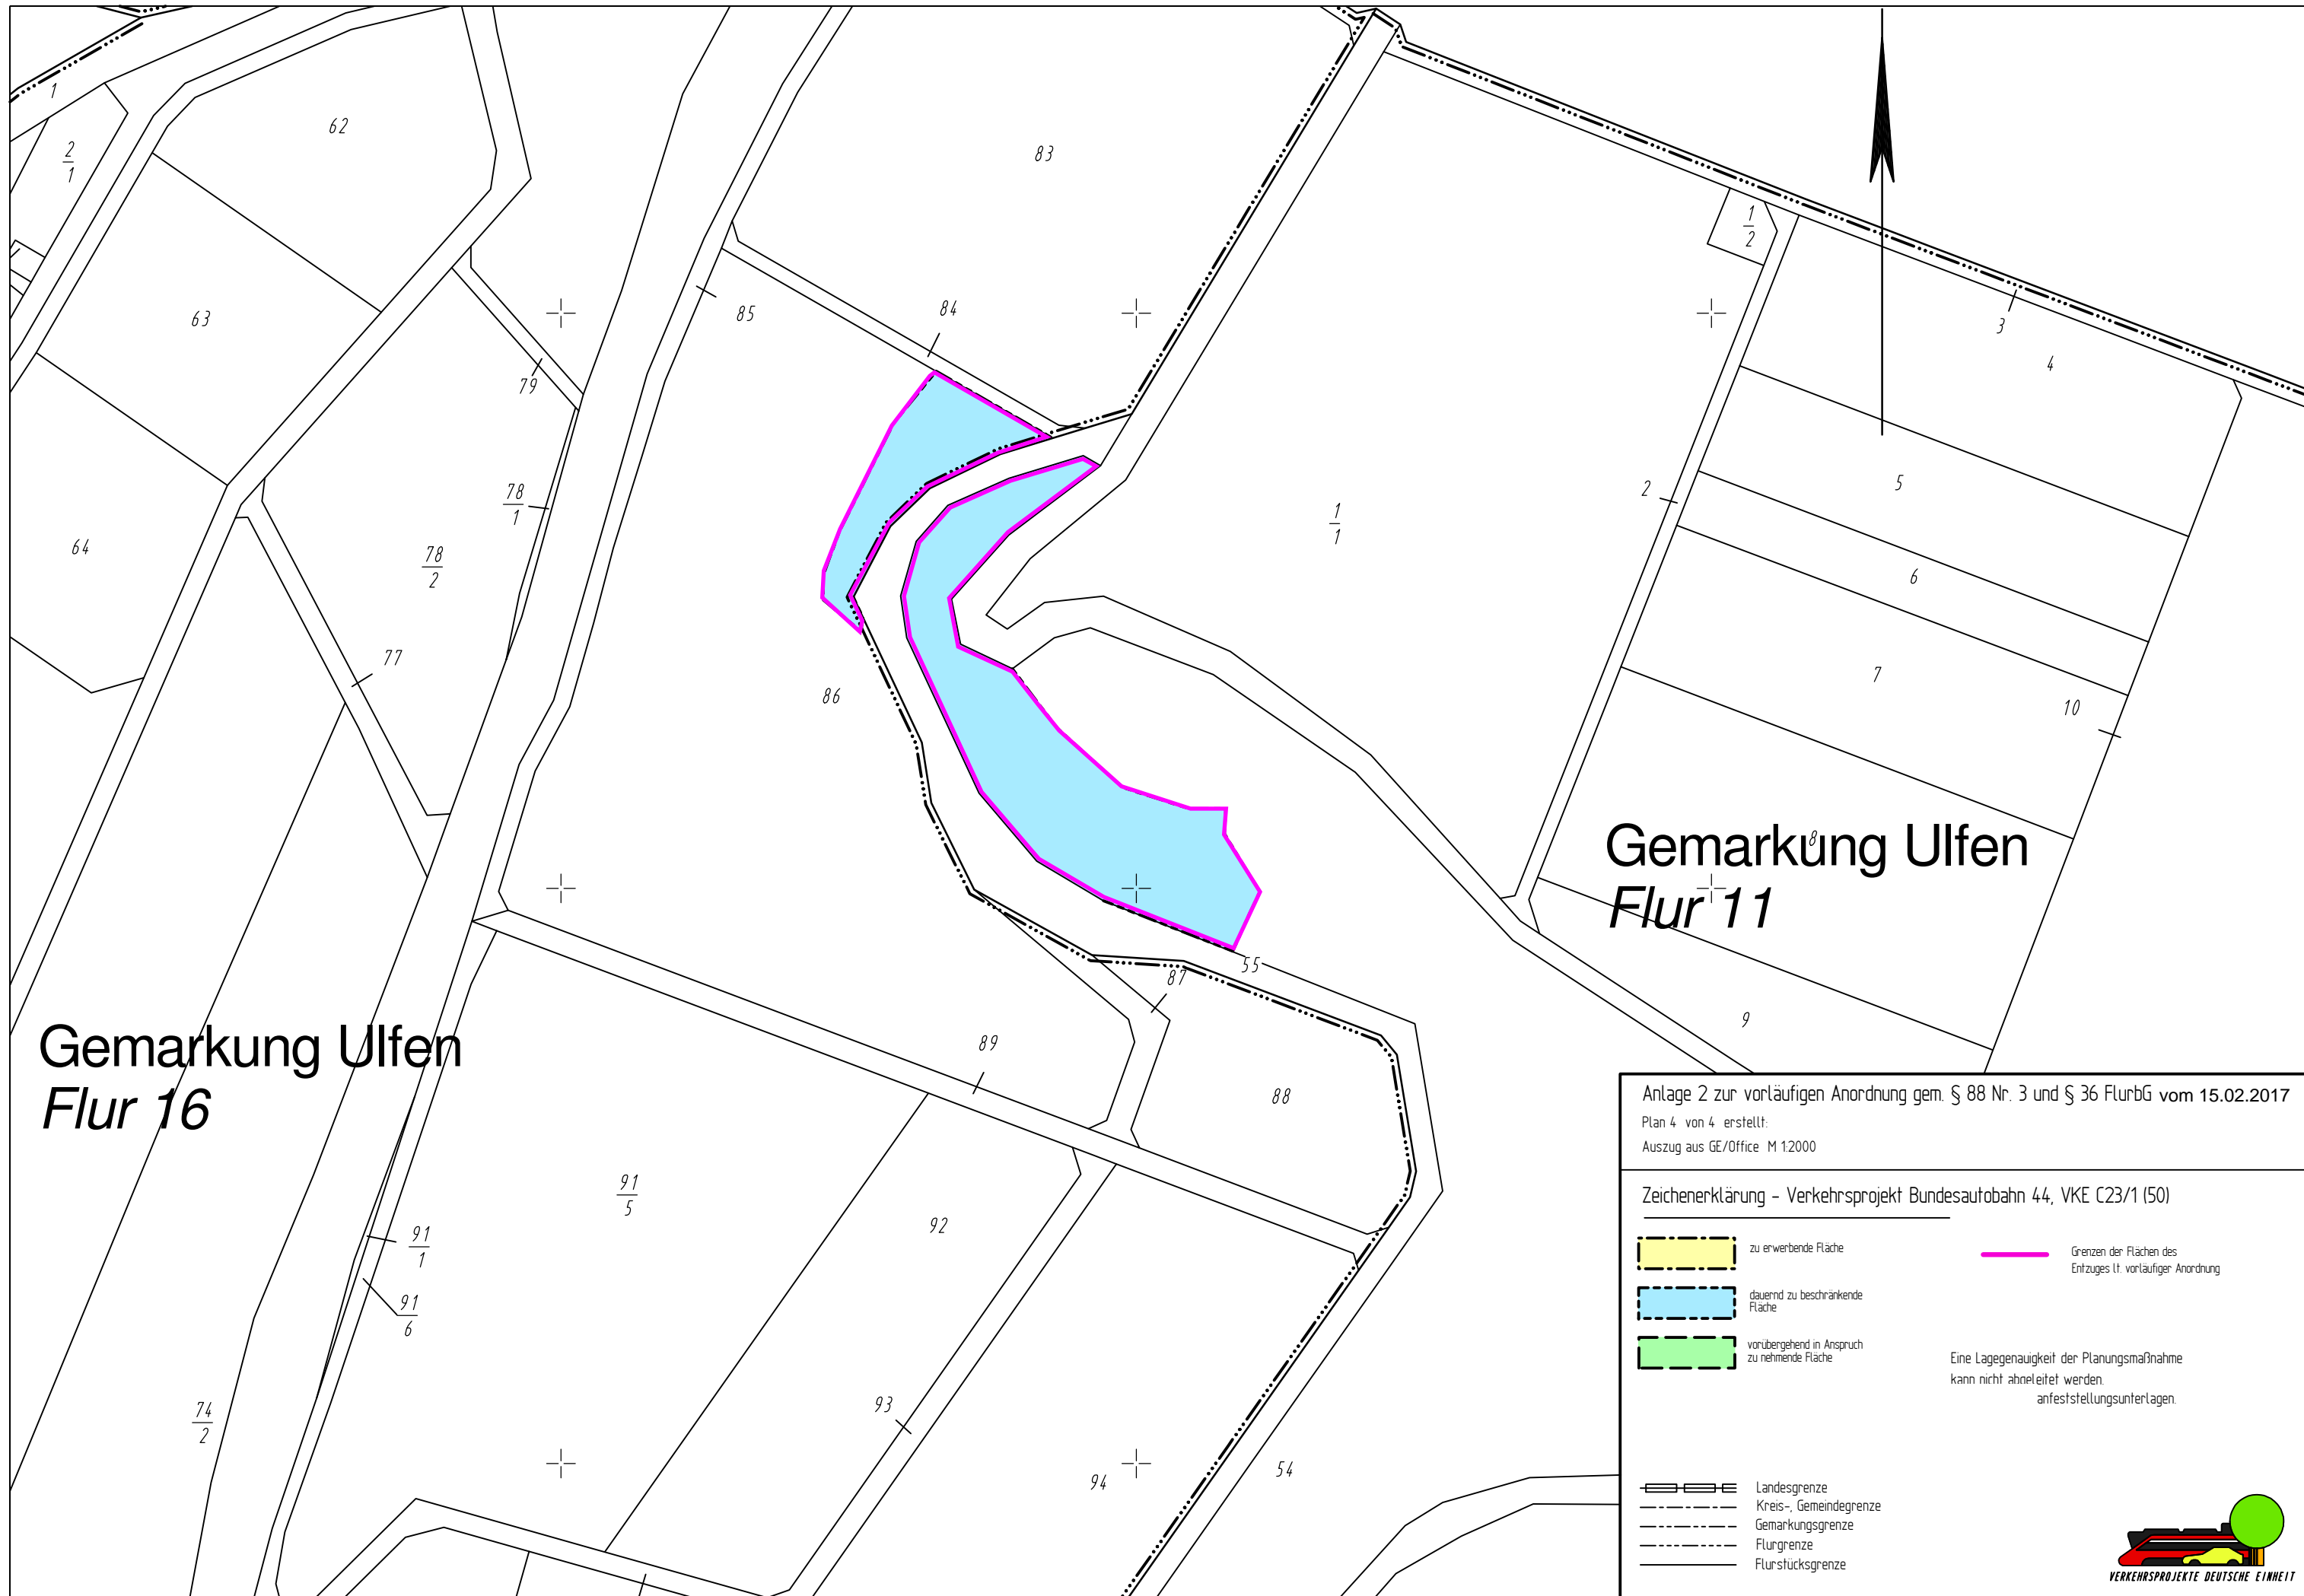 1
2
1
62
63
64
79
78
1
78
2
77
83
84
85
86
1
1
1
2
2
3
4
5
6
7
8
10
9
Gemarkung Ulfen
Flur 11
Gemarkung Ulfen
Flur 16
55
87
88
89
91
5
92
91
1
91
6
93
94
54
74
2
Anlage 2 zur vorläufigen Anordnung gem. § 88 Nr. 3 und § 36 FlurbG vom 15.02.2017
Plan 4 von 4 erstellt:
Auszug aus GE/Office M 1:2000
Zeichenerklärung - Verkehrsprojekt Bundesautobahn 44, VKE C23/1 (50)
zu erwerbende Fläche
Grenzen der Flächen des
Entzuges lt. vorläufiger Anordnung
dauernd zu beschränkende
Fläche
vorübergehend in Anspruch
zu nehmende Fläche
Eine Lagegenauigkeit der Planungsmaßnahme
kann nicht abgeleitet werden.
anfeststellungsunterlagen.
Landesgrenze
Kreis-, Gemeindegrenze
Gemarkungsgrenze
Flurgrenze
Flurstücksgrenze
VERKEHRSPROJEKTE DEUTSCHE EINHEIT